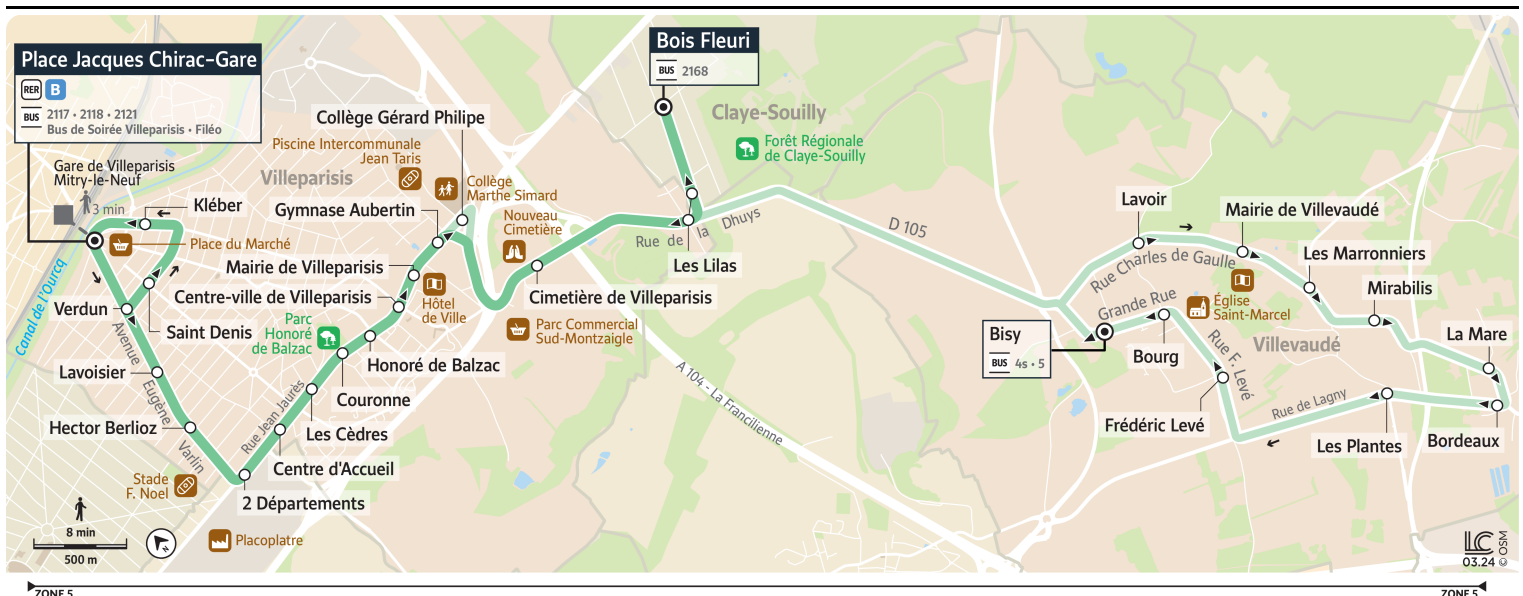 Place Jacques Chirac-Gare
RER B
BUS 2117 • 2118 • 2121
Bus de Soirée Villeparisis • Filéo
Gare de Villeparisis
Mitry-le-Neuf
3 min
Kléber
Place du Marché
Canal de l'Ourcq
Verdun
Saint Denis
Avenue Eugène Varlin
Lavoisier
Hector Berlioz
Stade
F. Noel
2 Départements
Placoplatre
Centre d'Accueil
Les Cèdres
Rue Jean Jaurès
Couronne
Honoré de Balzac
Parc
Honoré
de Balzac
Centre-ville de Villeparisis
Mairie de Villeparisis
Hôtel
de Ville
Gymnase Aubertin
Villeparisis
Collège Gérard Philipe
Piscine Intercommunale
Jean Taris
Collège
Marthe Simard
Nouveau
Cimetière
Cimetière de Villeparisis
Parc Commercial
Sud-Montzaigle
Bois Fleuri
BUS 2168
Claye-Souilly
Forêt Régionale
de Claye-Souilly
Rue de la Dhuys
Les Lilas
A 104 - La Francilienne
D 105
Lavoir
Mairie de Villevaudé
Rue Charles de Gaulle
Les Marronniers
Mirabilis
La Mare
Grande Rue
Église
Saint-Marcel
Bisy
BUS 4s • 5
Bourg
Rue F. Levé
Villevaudé
Frédéric Levé
Rue de Lagny
Les Plantes
Bordeaux
8 min
500 m
N
LC
03.24
© OSM
ZONE 5
ZONE 5